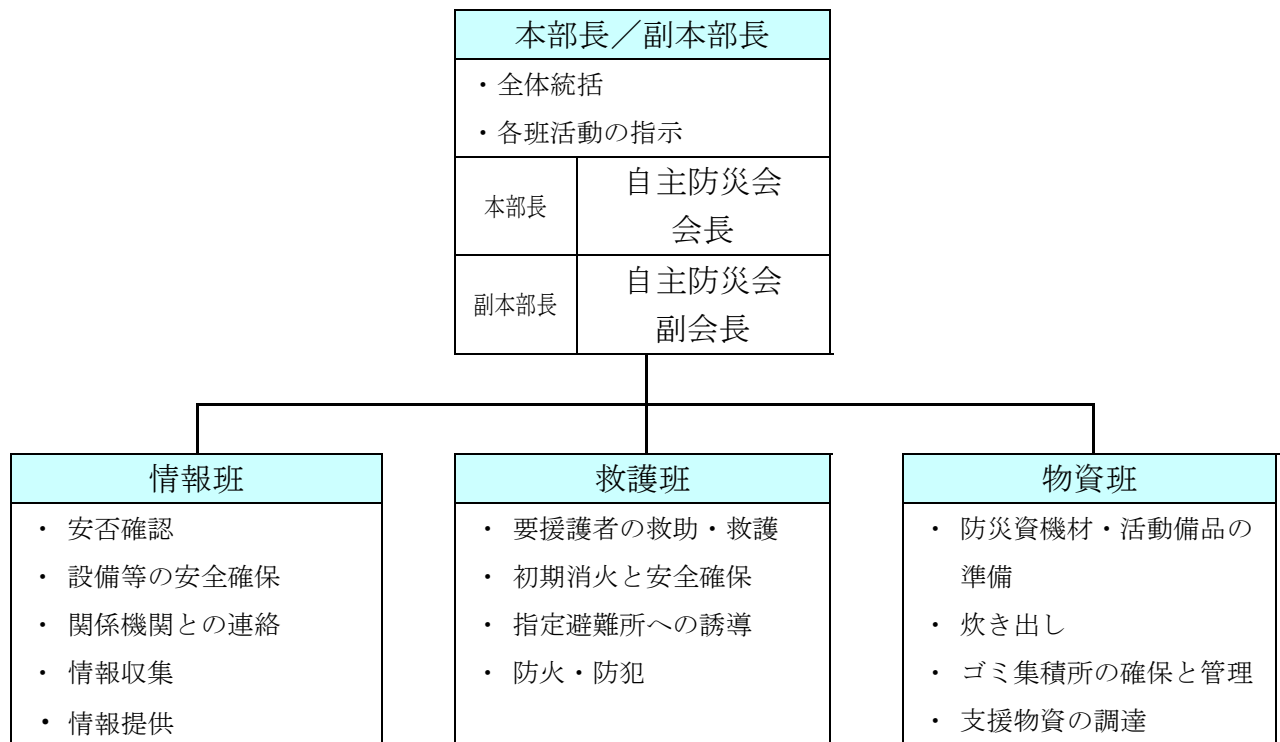 本部長／副本部長
・全体統括
・各班活動の指示
本部長
自主防災会
会長
副本部長
自主防災会
副会長
情報班
・ 安否確認
・ 設備等の安全確保
・ 関係機関との連絡
・ 情報収集
・ 情報提供
救護班
・ 要援護者の救助・救護
・ 初期消火と安全確保
・ 指定避難所への誘導
・ 防火・防犯
物資班
・ 防災資機材・活動備品の
準備
・ 炊き出し
・ ゴミ集積所の確保と管理
・ 支援物資の調達